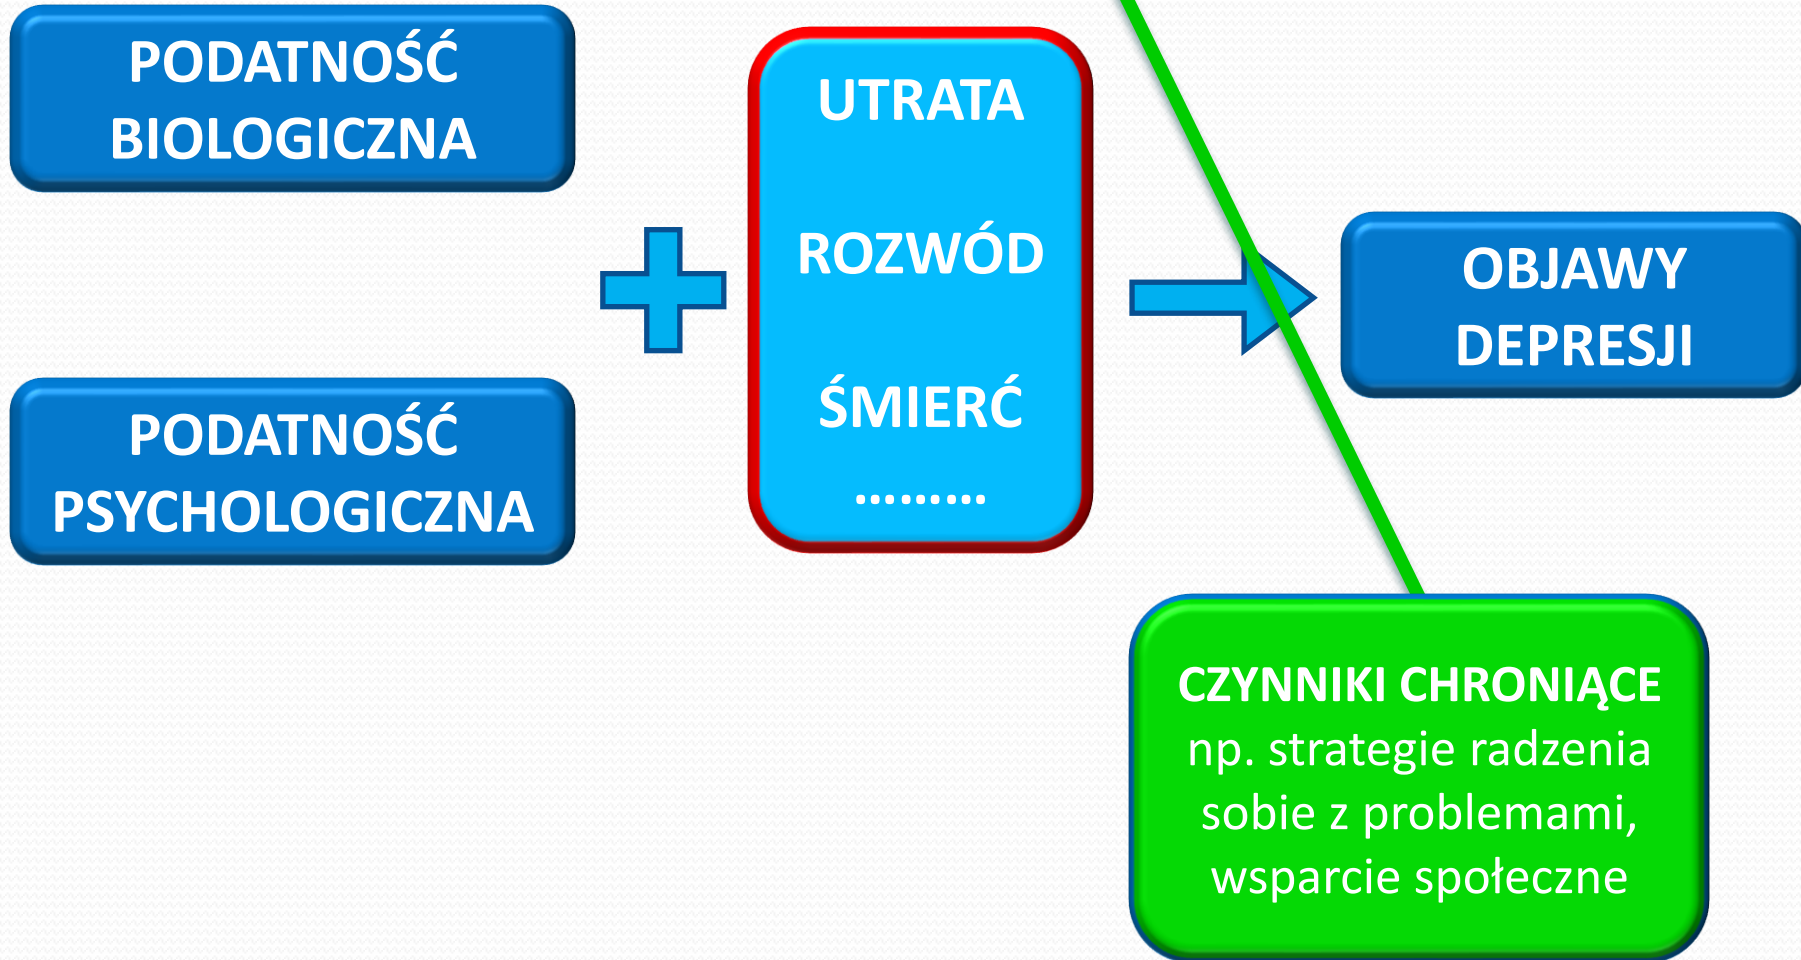 PODATNOŚĆ
BIOLOGICZNA
PODATNOŚĆ
PSYCHOLOGICZNA
UTRATA
ROZWÓD
ŚMIERĆ
.........
OBJAWY
DEPRESJI
CZYNNIKI CHRONIĄCE
np. strategie radzenia
sobie z problemami,
wsparcie społeczne